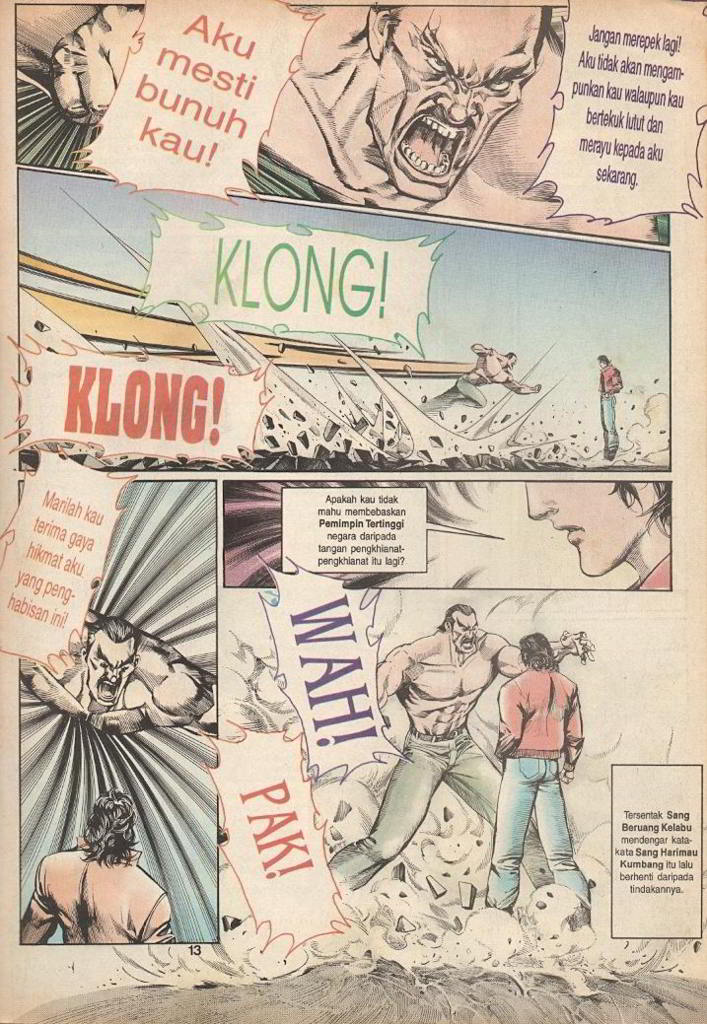 Aku
mesti
bunuh
kau!
Jangan merepek lagi!
Aku tidak akan mengam-
punkan kau walaupun kau
bertekuk lutut dan
merayu kepada aku
sekarang.
KLONG!
KLONG!
Marilah kau
terima gaya
hikmat aku
yang peng-
habisan ini!
Apakah kau tidak
mahu membebaskan
Pemimpin Tertinggi
negara daripada
tangan pengkhianat-
pengkhianat itu lagi?
WAH!
PAK!
Tersentak Sang
Beruang Kelabu
mendengar kata-
kata Sang Harimau
Kumbang itu lalu
berhenti daripada
tindakannya.
13